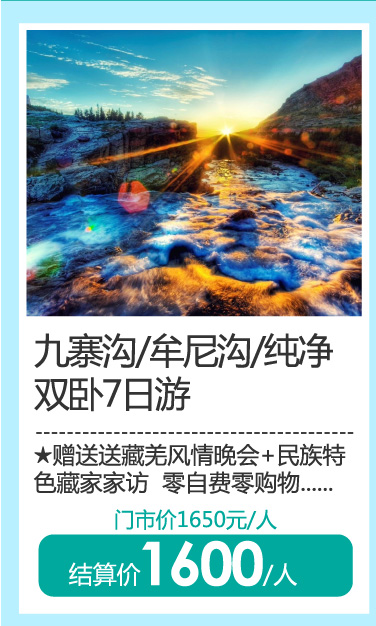 九寨沟/牟尼沟/纯净
双卧7日游
★赠送送藏羌风情晚会+民族特
色藏家家访 零自费零购物......
门市价1650元/人
结算价1600/人